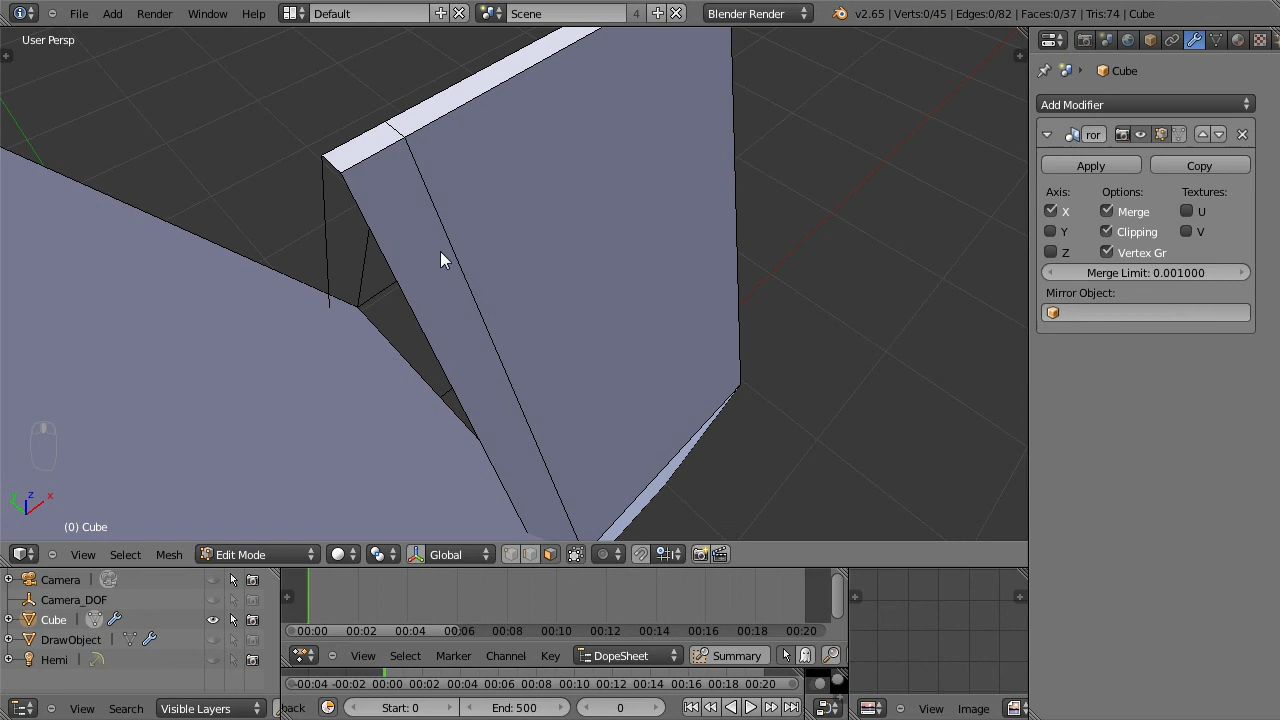 File Add Render Window Help Default Scene 4 Blender Render v2.65 | Verts:0/45 | Edges:0/82 | Faces:0/37 | Tris:74 | Cube
User Persp
Cube
Add Modifier
ror
Apply Copy
Axis: Options: Textures:
X Merge U
Y Clipping V
Z Vertex Gr
Merge Limit: 0.001000
Mirror Object:
z
x
(0) Cube
View Select Mesh Edit Mode Global
Camera
Camera_DOF
Cube
DrawObject
Hemi
00:00 00:02 00:04 00:06 00:08 00:10 00:12 00:14 00:16 00:18 00:20
View Select Marker Channel Key DopeSheet Summary
-00:04 -00:02 00:00 00:02 00:04 00:06 00:08 00:10 00:12 00:14 00:16 00:18 00:20
View Search Visible Layers back Start: 0 End: 500 0 View Image